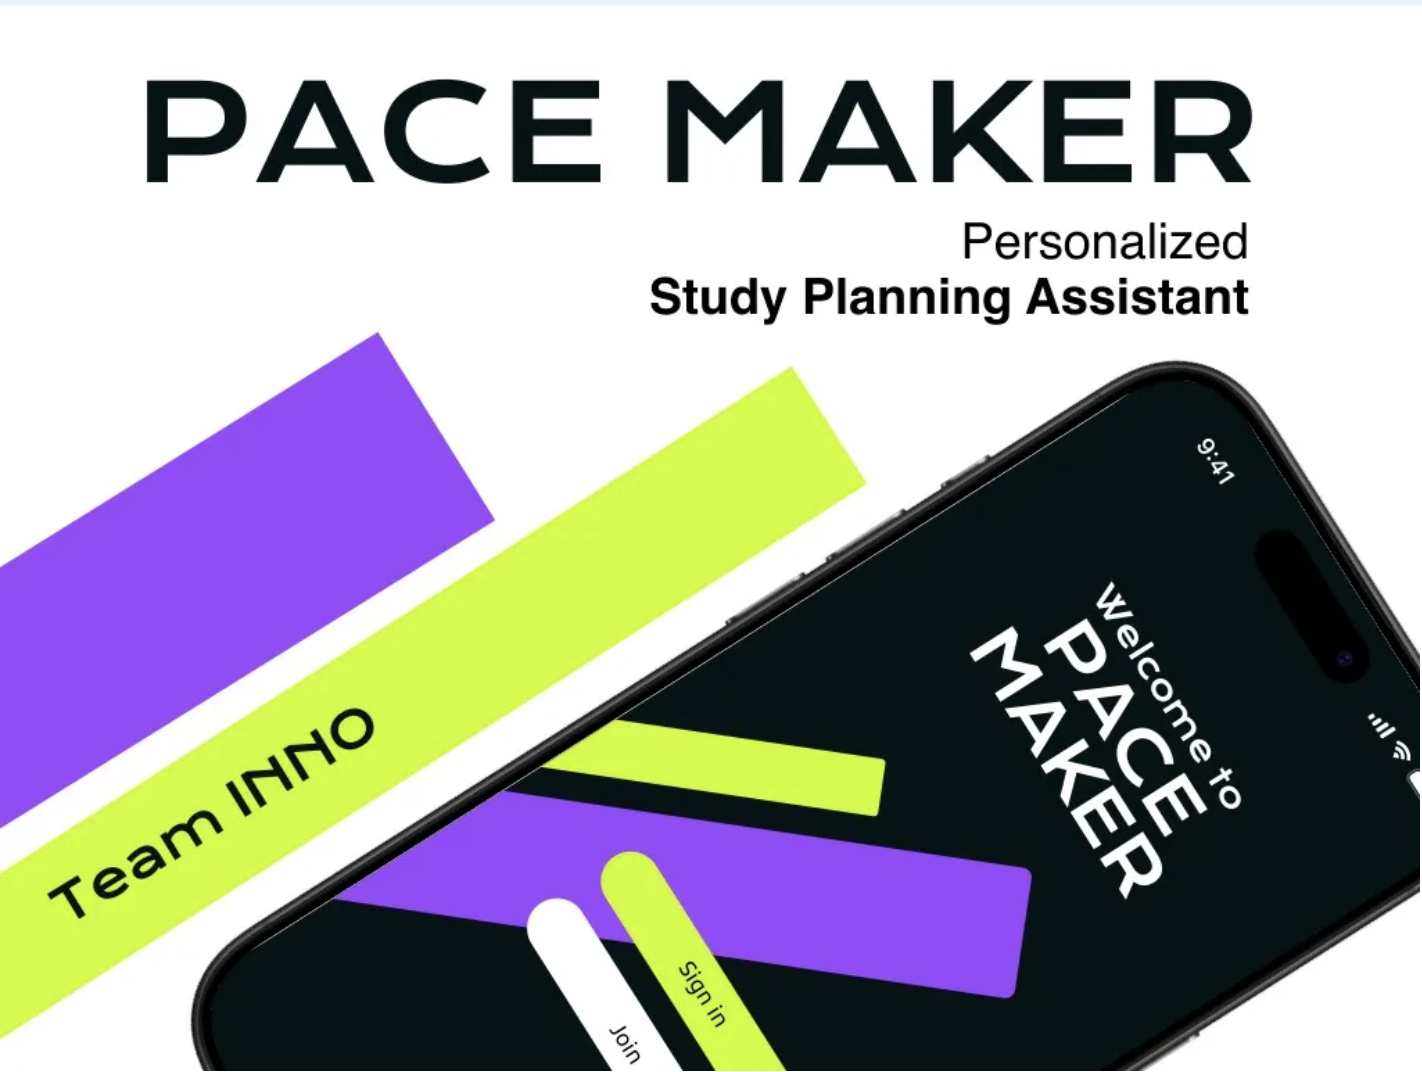 PACE MAKER
Personalized
Study Planning Assistant
Team INNO
9:41
Welcome to
PACE
MAKER
Sign in
Join